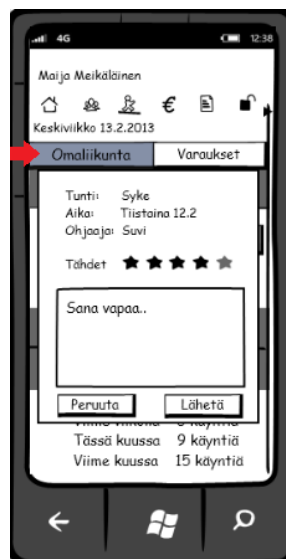 4G 12:38
Maija Meikäläinen
€
Keskiviikko 13.2.2013
Omaliikunta Varaukset
Tunti: Syke
Aika: Tiistaina 12.2
Ohjaaja: Suvi
Tähdet
Sana vapaa..
Peruuta Lähetä
Tässä kuussa 9 käyntiä
Viime kuussa 15 käyntiä